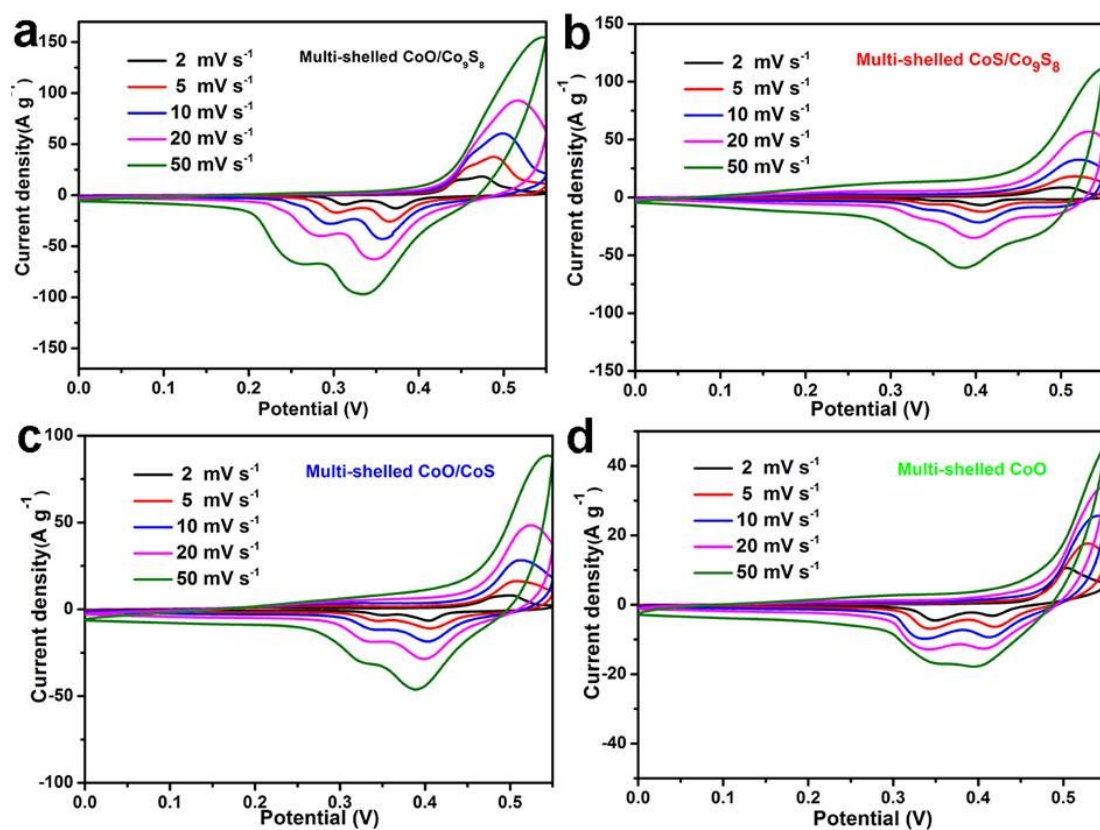 a
Multi-shelled CoO/Co₉S₈
2 mV s⁻¹
5 mV s⁻¹
10 mV s⁻¹
20 mV s⁻¹
50 mV s⁻¹
Current density(A g⁻¹)
150
100
50
0
-50
-100
-150
0.0 0.1 0.2 0.3 0.4 0.5
Potential (V)
b
Multi-shelled CoS/Co₉S₈
2 mV s⁻¹
5 mV s⁻¹
10 mV s⁻¹
20 mV s⁻¹
50 mV s⁻¹
Current density(A g⁻¹)
150
100
50
0
-50
-100
-150
0.0 0.1 0.2 0.3 0.4 0.5
Potential (V)
c
Multi-shelled CoO/CoS
2 mV s⁻¹
5 mV s⁻¹
10 mV s⁻¹
20 mV s⁻¹
50 mV s⁻¹
Current density(A g⁻¹)
100
50
0
-50
-100
0.0 0.1 0.2 0.3 0.4 0.5
Potential (V)
d
Multi-shelled CoO
2 mV s⁻¹
5 mV s⁻¹
10 mV s⁻¹
20 mV s⁻¹
50 mV s⁻¹
Current density(A g⁻¹)
40
20
0
-20
-40
0.0 0.1 0.2 0.3 0.4 0.5
Potential (V)